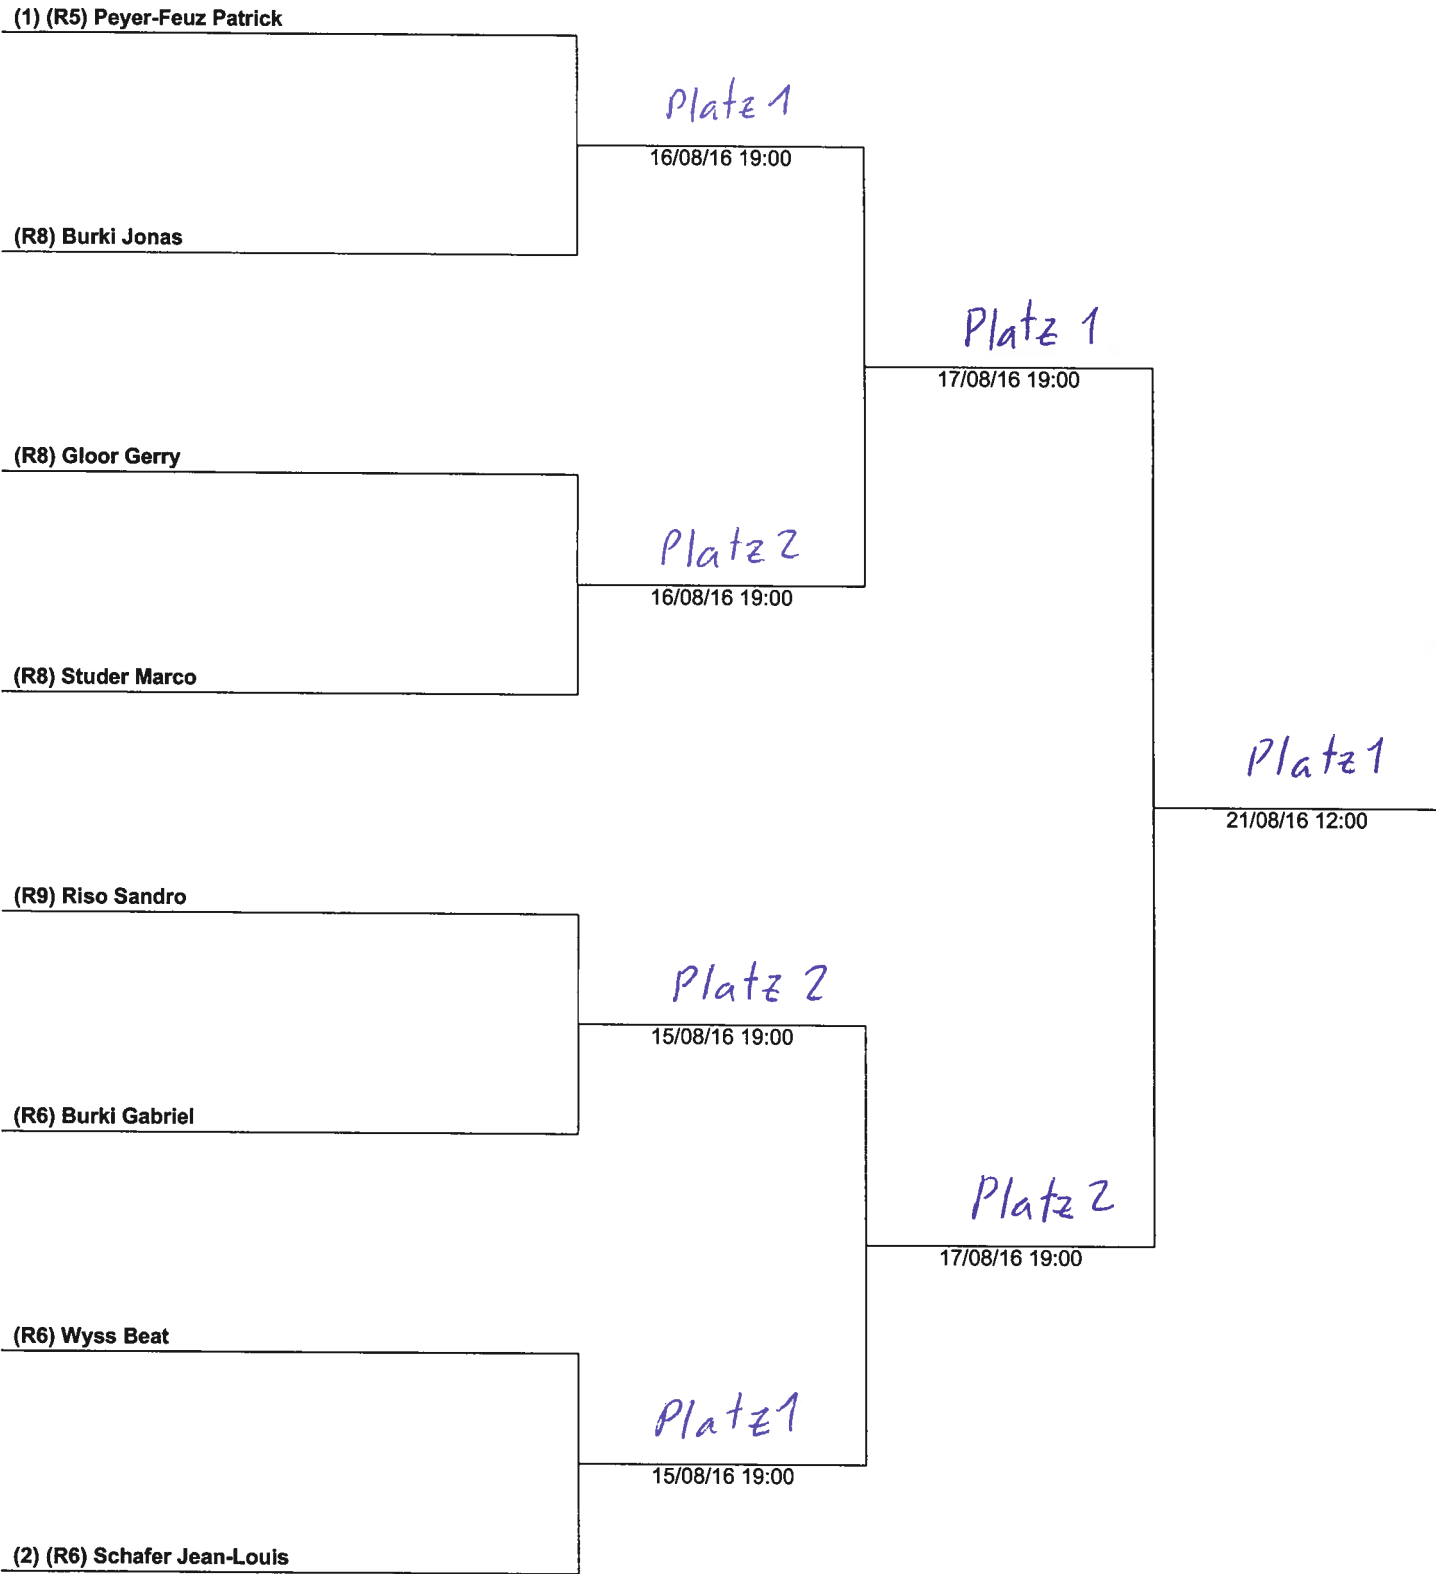 (1) (R5) Peyer-Feuz Patrick
Platz 1
16/08/16 19:00
(R8) Burki Jonas
Platz 1
17/08/16 19:00
(R8) Gloor Gerry
Platz 2
16/08/16 19:00
(R8) Studer Marco
Platz 1
21/08/16 12:00
(R9) Riso Sandro
Platz 2
15/08/16 19:00
(R6) Burki Gabriel
Platz 2
17/08/16 19:00
(R6) Wyss Beat
Platz 1
15/08/16 19:00
(2) (R6) Schafer Jean-Louis